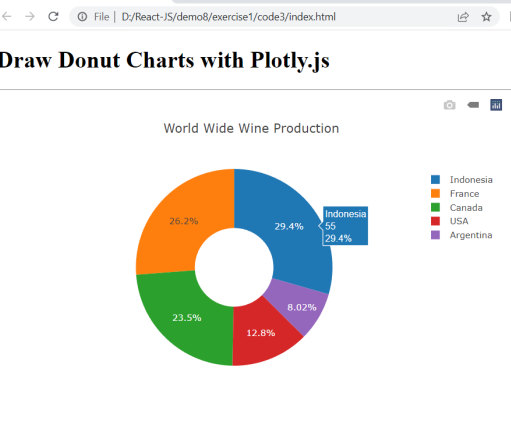 File | D:/React-JS/demo8/exercise1/code3/index.html
Draw Donut Charts with Plotly.js
World Wide Wine Production
26.2%
29.4%
Indonesia
55
29.4%
8.02%
23.5%
12.8%
Indonesia
France
Canada
USA
Argentina